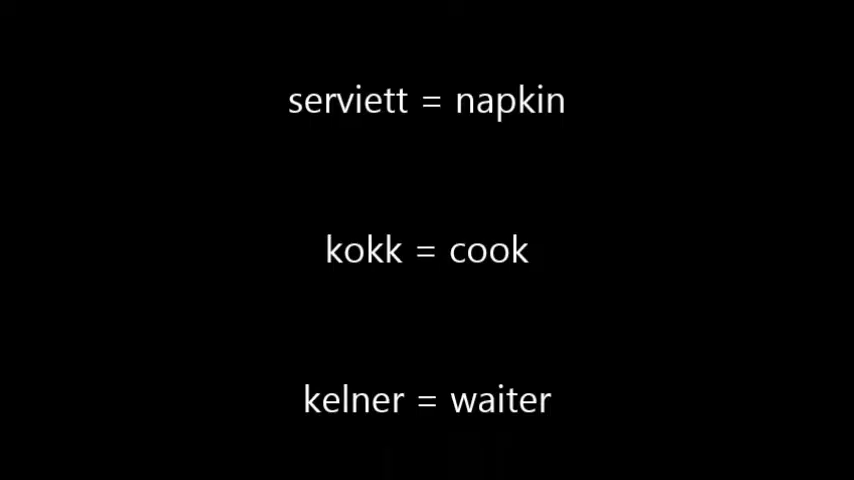 serviett = napkin
kokk = cook
kelner = waiter